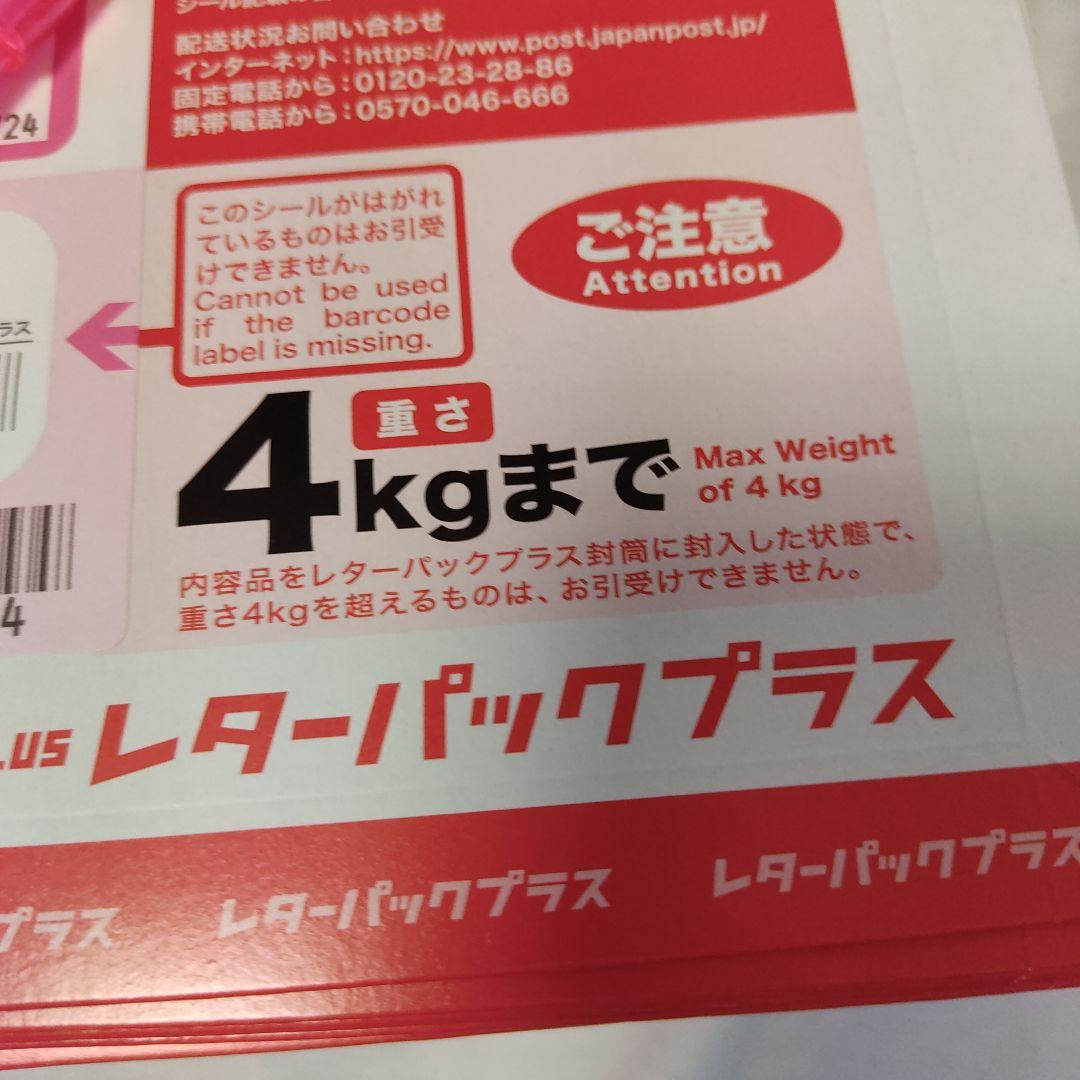 配送状況お問い合わせ
インターネット：https://www.post.japanpost.jp/
固定電話から：0120-23-28-86
携帯電話から：0570-046-666
/24
このシールがはがれ
ているものはお引受
けできません。
Cannot be used
if the barcode
label is missing.
ご注意
Attention
ラス
重さ
4kgまで
Max Weight
of 4 kg
内容品をレターパックプラス封筒に封入した状態で、
重さ4kgを超えるものは、お引受けできません。
4
LUS レターパックプラス
プラス レターパックプラス レターパックプラス